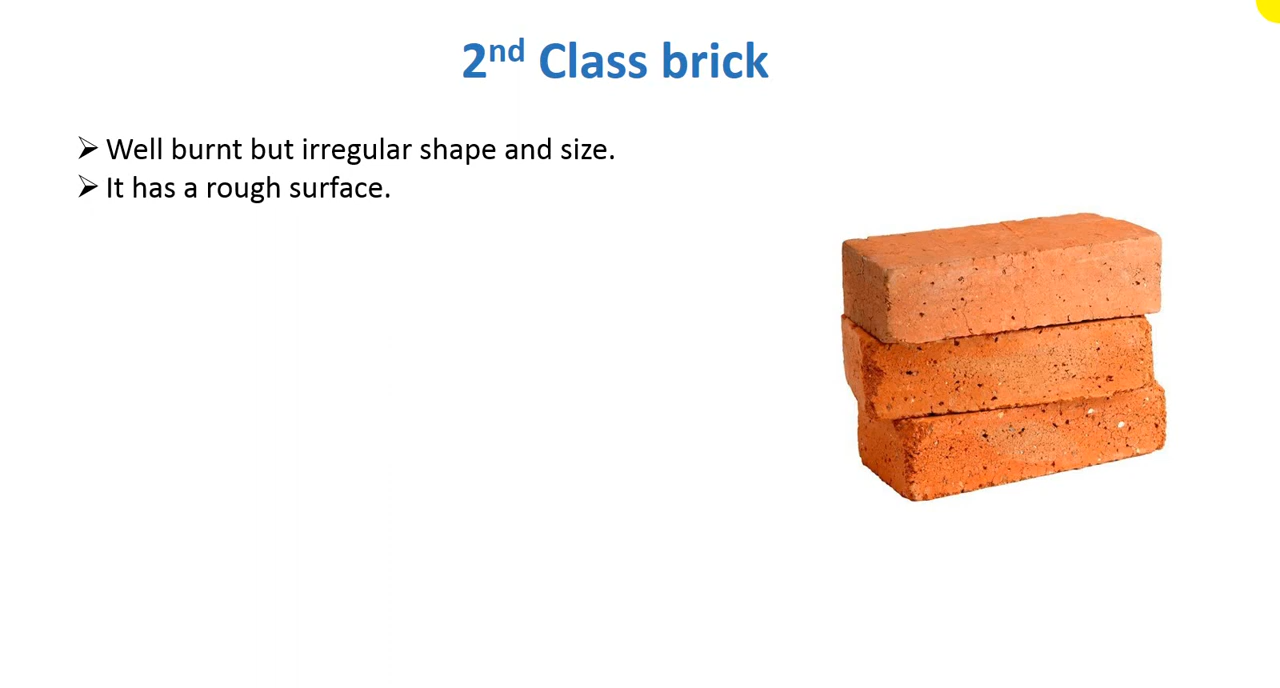 2nd Class brick
➢ Well burnt but irregular shape and size.
➢ It has a rough surface.